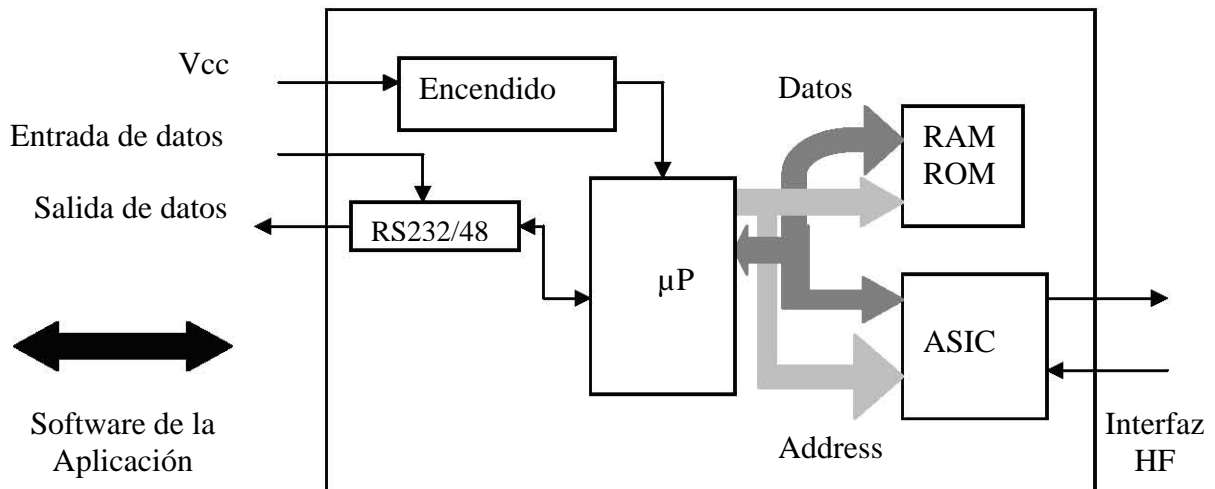 Vcc
Encendido
Datos
Entrada de datos
RAM
ROM
Salida de datos
RS232/48
µP
ASIC
Software de la
Aplicación
Address
Interfaz
HF